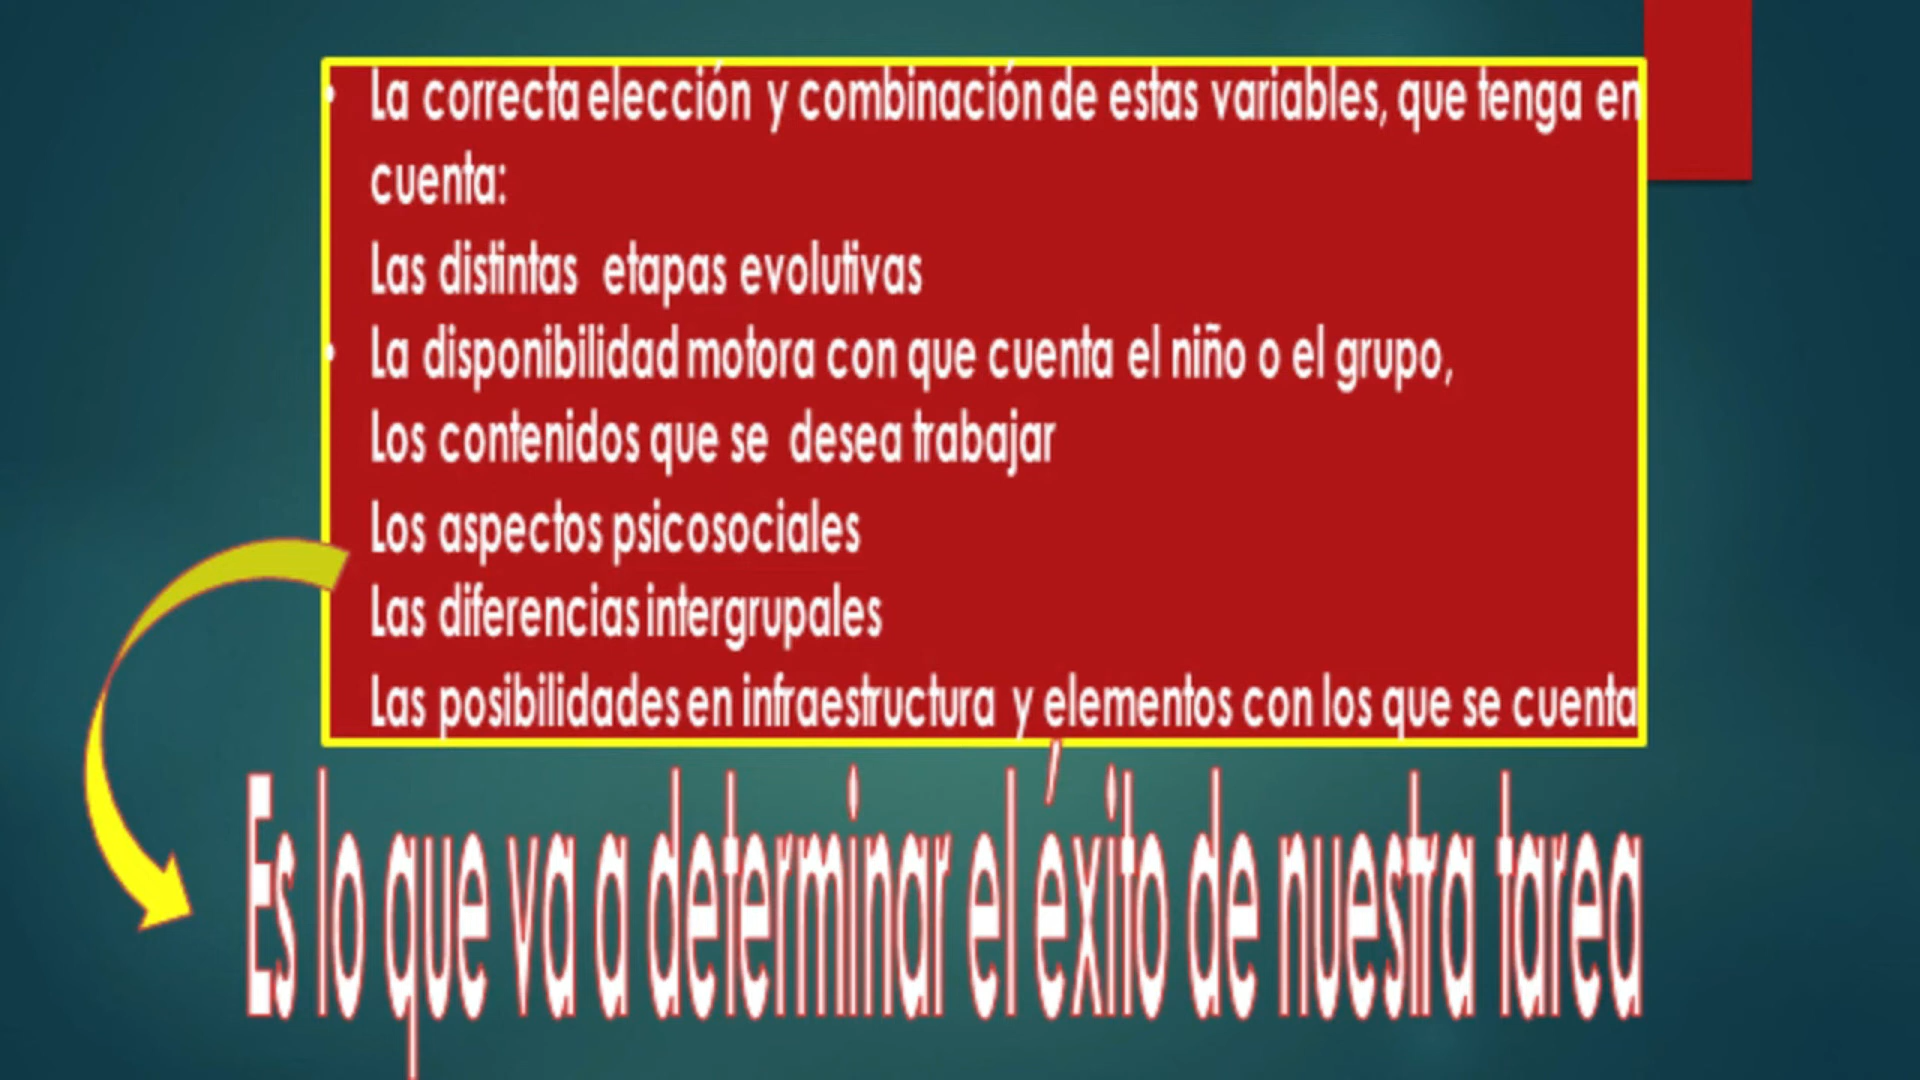 • La correcta elección y combinación de estas variables, que tenga en
cuenta:
Las distintas etapas evolutivas
• La disponibilidad motora con que cuenta el niño o el grupo,
Los contenidos que se desea trabajar
Los aspectos psicosociales
Las diferencias intergrupales
Las posibilidades en infraestructura y elementos con los que se cuenta
Es lo que va a determinar el éxito de nuestra tarea